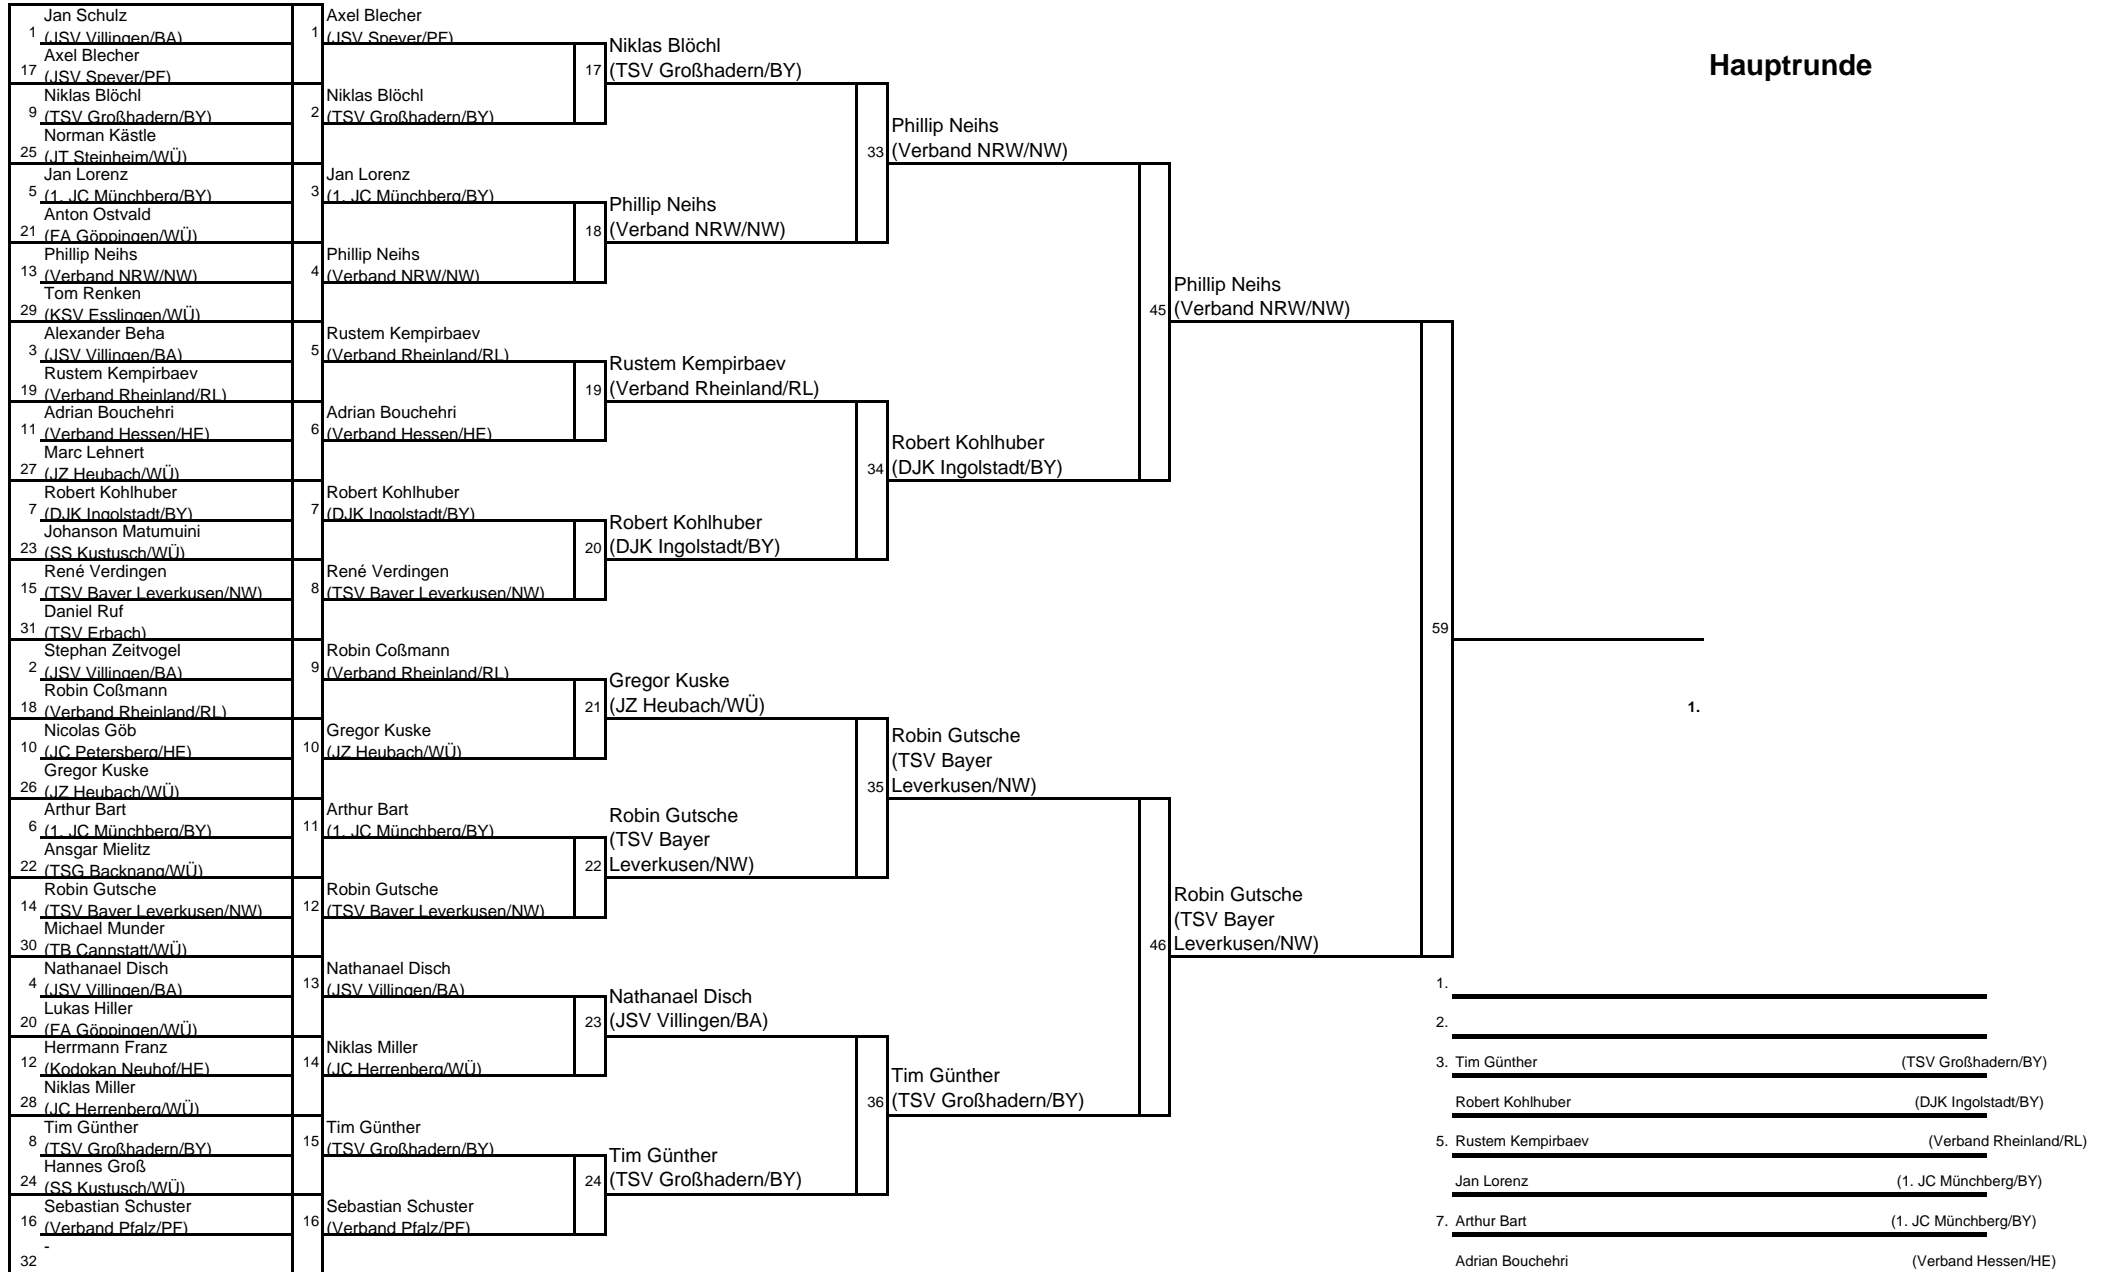 Hauptrunde
Jan Schulz
1 (JSV Villingen/BA)
Axel Blecher
17 (JSV Speyer/PF)
Niklas Blöchl
9 (TSV Großhadern/BY)
Norman Kästle
25 (JT Steinheim/WÜ)
Jan Lorenz
5 (1. JC Münchberg/BY)
Anton Ostvald
21 (FA Göppingen/WÜ)
Phillip Neihs
13 (Verband NRW/NW)
Tom Renken
29 (KSV Esslingen/WÜ)
Alexander Beha
3 (JSV Villingen/BA)
Rustem Kempirbaev
19 (Verband Rheinland/RL)
Adrian Bouchehri
11 (Verband Hessen/HE)
Marc Lehnert
27 (JZ Heubach/WÜ)
Robert Kohlhuber
7 (DJK Ingolstadt/BY)
Johanson Matumuini
23 (SS Kustusch/WÜ)
René Verdingen
15 (TSV Bayer Leverkusen/NW)
Daniel Ruf
31 (TSV Erbach)
Stephan Zeitvogel
2 (JSV Villingen/BA)
Robin Coßmann
18 (Verband Rheinland/RL)
Nicolas Göb
10 (JC Petersberg/HE)
Gregor Kuske
26 (JZ Heubach/WÜ)
Arthur Bart
6 (1. JC Münchberg/BY)
Ansgar Mielitz
22 (TSG Backnang/WÜ)
Robin Gutsche
14 (TSV Bayer Leverkusen/NW)
Michael Munder
30 (TB Cannstatt/WÜ)
Nathanael Disch
4 (JSV Villingen/BA)
Lukas Hiller
20 (FA Göppingen/WÜ)
Herrmann Franz
12 (Kodokan Neuhof/HE)
Niklas Miller
28 (JC Herrenberg/WÜ)
Tim Günther
8 (TSV Großhadern/BY)
Hannes Groß
24 (SS Kustusch/WÜ)
Sebastian Schuster
16 (Verband Pfalz/PF)
-
32
Axel Blecher
1 (JSV Speyer/PF)
Niklas Blöchl
2 (TSV Großhadern/BY)
Jan Lorenz
3 (1. JC Münchberg/BY)
Phillip Neihs
4 (Verband NRW/NW)
Rustem Kempirbaev
5 (Verband Rheinland/RL)
Adrian Bouchehri
6 (Verband Hessen/HE)
Robert Kohlhuber
7 (DJK Ingolstadt/BY)
René Verdingen
8 (TSV Bayer Leverkusen/NW)
Robin Coßmann
9 (Verband Rheinland/RL)
Gregor Kuske
10 (JZ Heubach/WÜ)
Arthur Bart
11 (1. JC Münchberg/BY)
Robin Gutsche
12 (TSV Bayer Leverkusen/NW)
Nathanael Disch
13 (JSV Villingen/BA)
Niklas Miller
14 (JC Herrenberg/WÜ)
Tim Günther
15 (TSV Großhadern/BY)
Sebastian Schuster
16 (Verband Pfalz/PF)
Niklas Blöchl
17 (TSV Großhadern/BY)
Phillip Neihs
18 (Verband NRW/NW)
Rustem Kempirbaev
19 (Verband Rheinland/RL)
Robert Kohlhuber
20 (DJK Ingolstadt/BY)
Gregor Kuske
21 (JZ Heubach/WÜ)
Robin Gutsche
(TSV Bayer
22 Leverkusen/NW)
Nathanael Disch
23 (JSV Villingen/BA)
Tim Günther
24 (TSV Großhadern/BY)
Phillip Neihs
33 (Verband NRW/NW)
Robert Kohlhuber
34 (DJK Ingolstadt/BY)
Robin Gutsche
(TSV Bayer
35 Leverkusen/NW)
Tim Günther
36 (TSV Großhadern/BY)
Phillip Neihs
45 (Verband NRW/NW)
Robin Gutsche
(TSV Bayer
46 Leverkusen/NW)
59
1.
1.
2.
3. Tim Günther (TSV Großhadern/BY)
Robert Kohlhuber (DJK Ingolstadt/BY)
5. Rustem Kempirbaev (Verband Rheinland/RL)
Jan Lorenz (1. JC Münchberg/BY)
7. Arthur Bart (1. JC Münchberg/BY)
Adrian Bouchehri (Verband Hessen/HE)